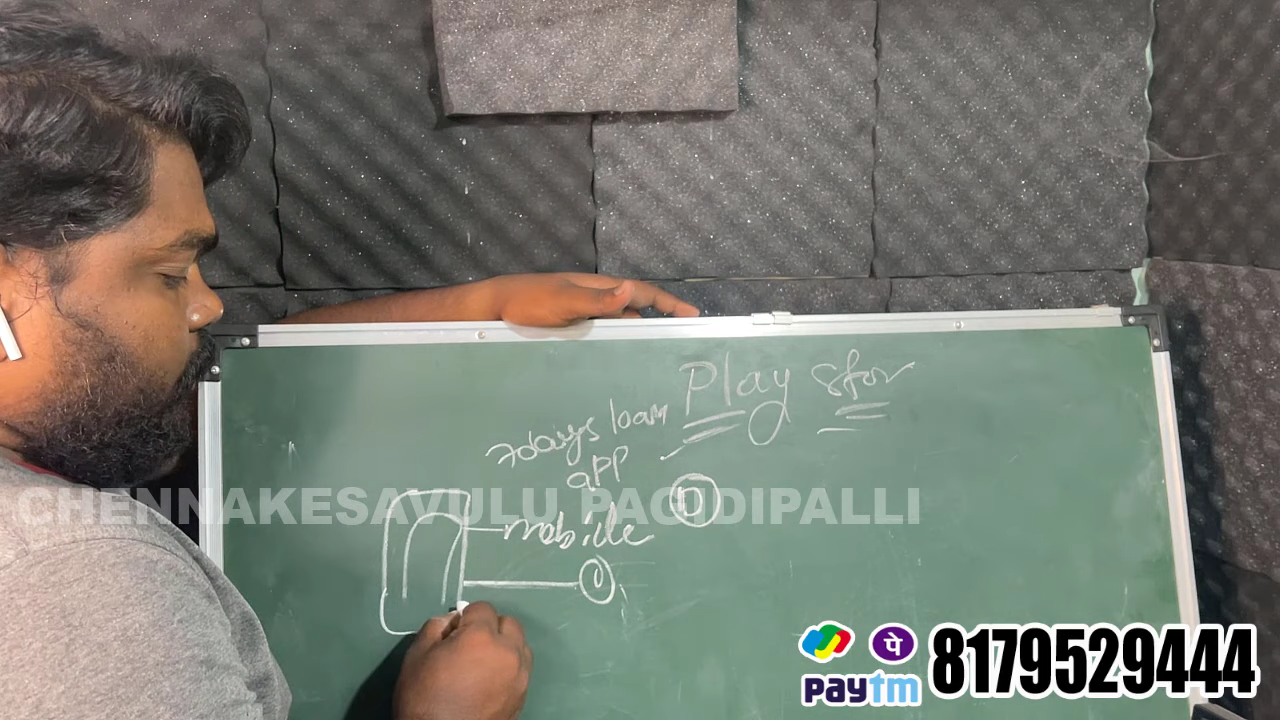 Play stor
7days loan
app
mobile
CHENNAKESAVULU PAGIDIPALLI
पे
paytm
8179529444